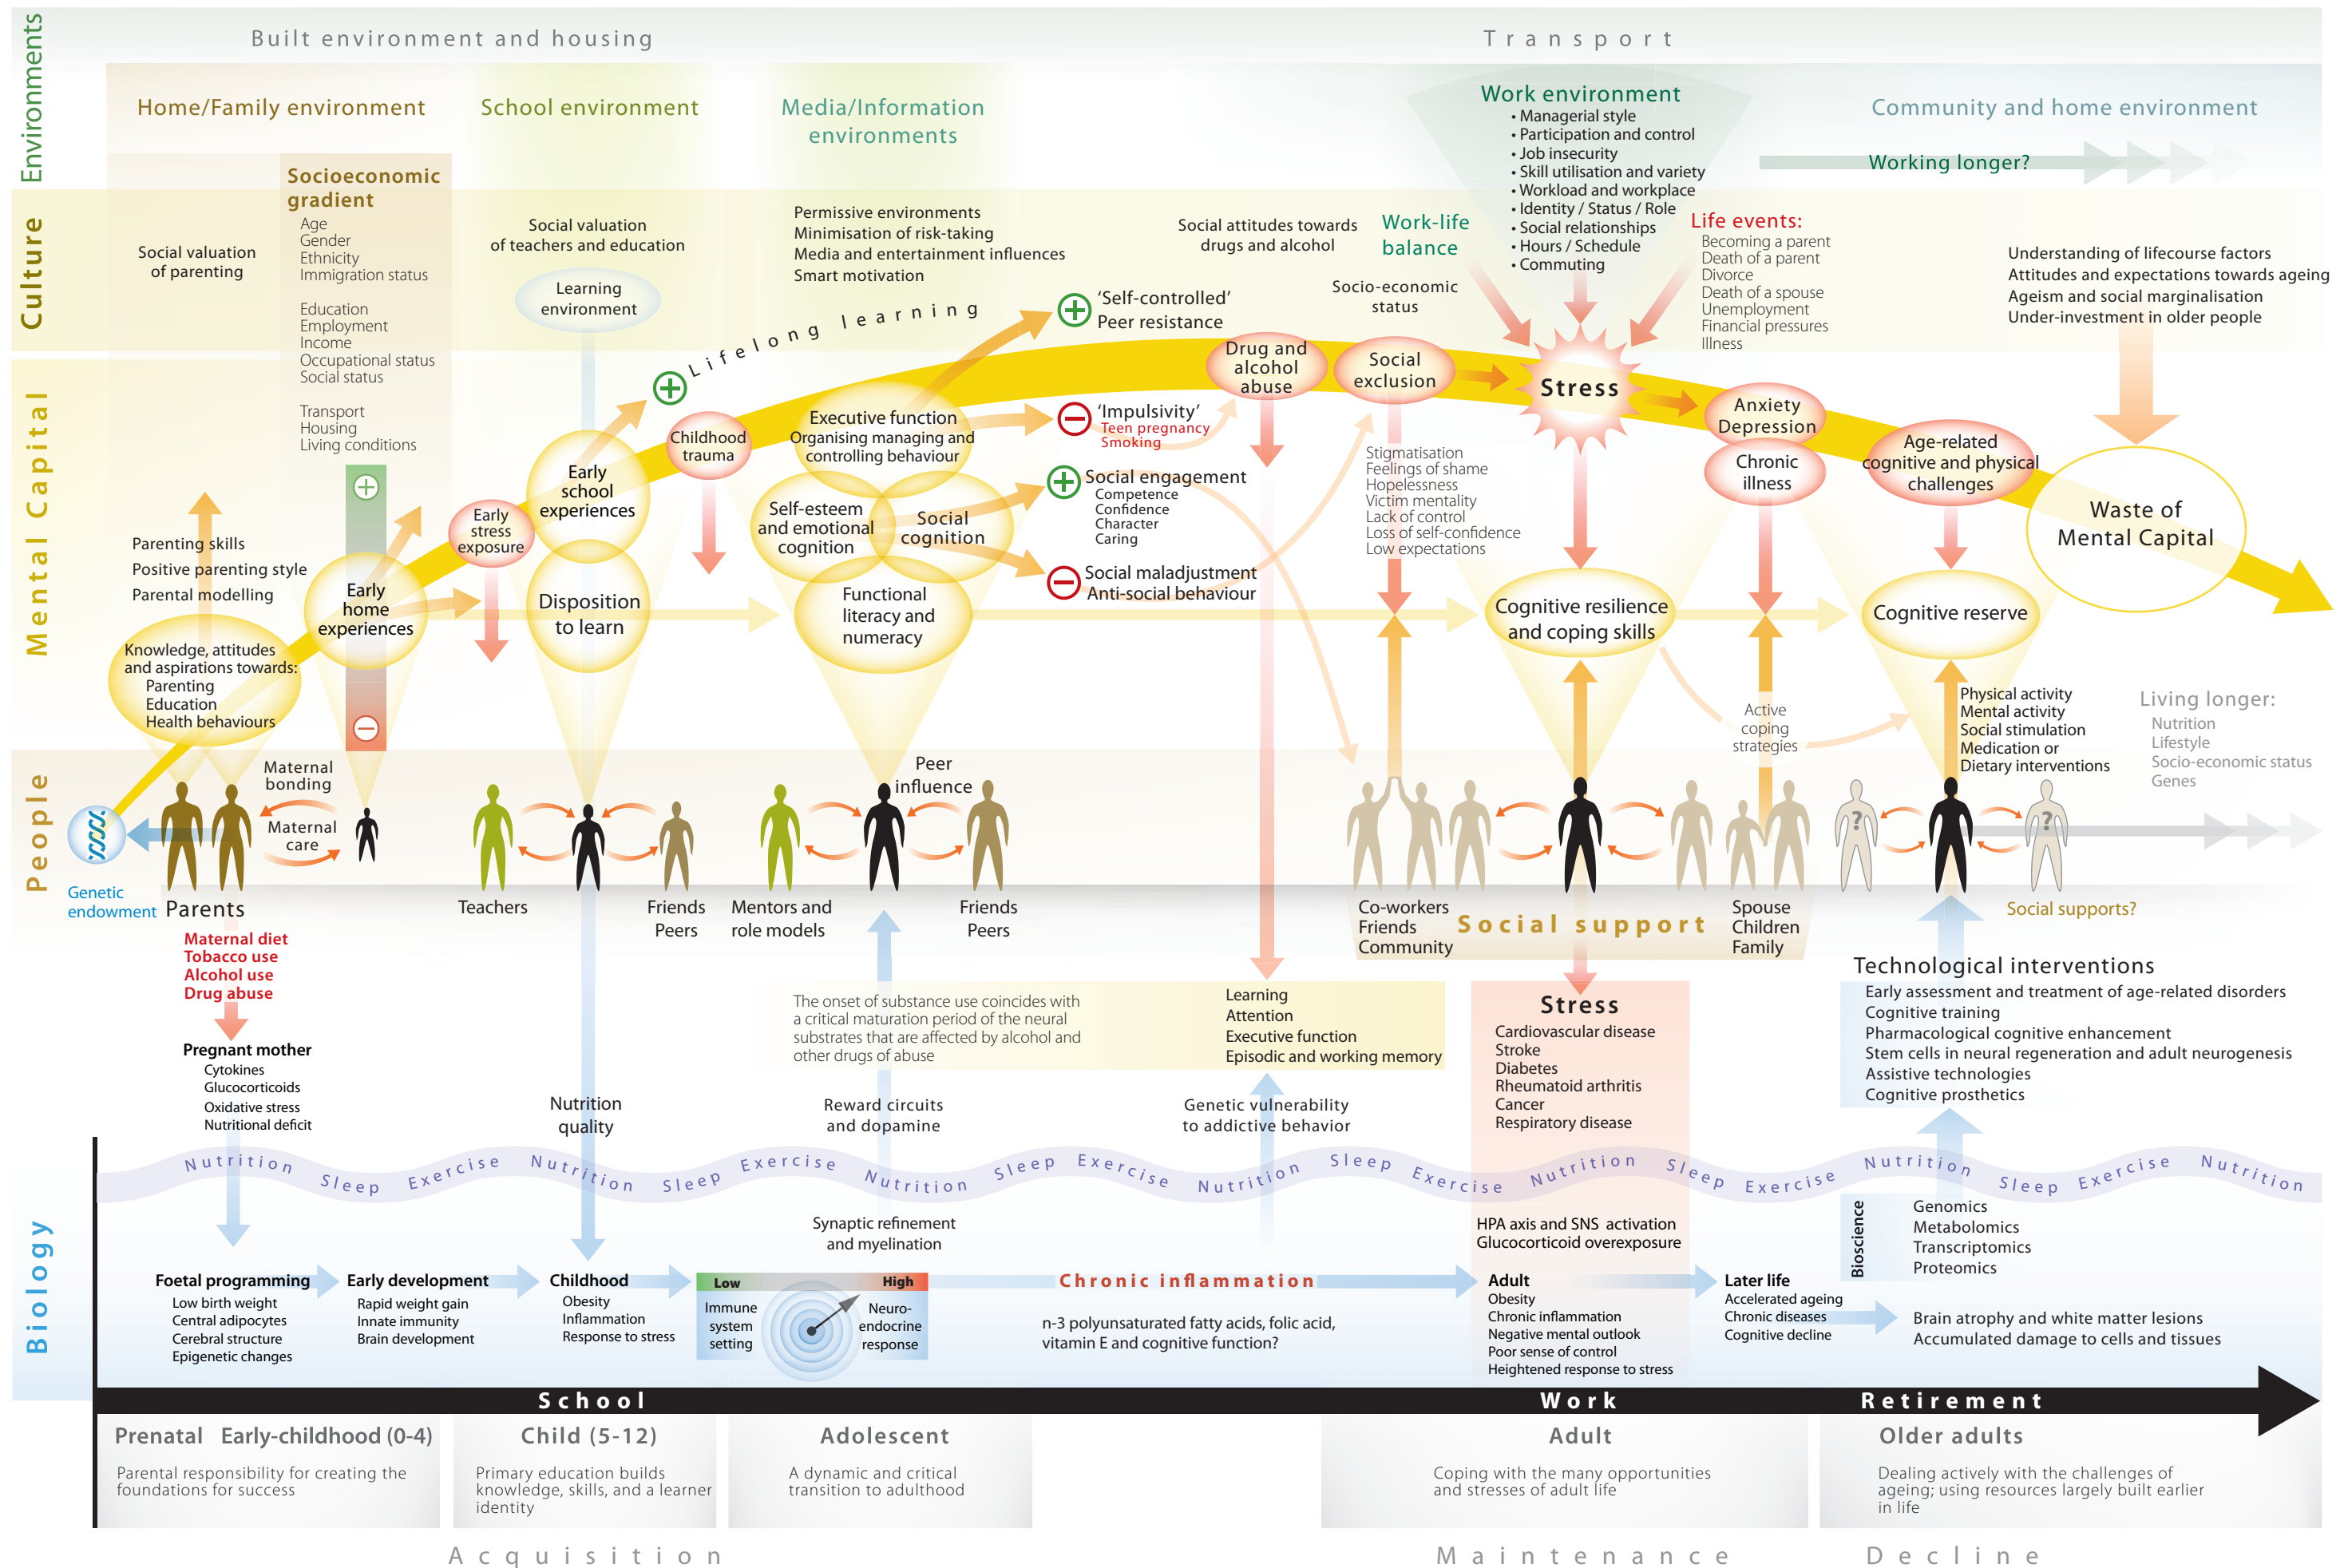 Environments
Culture
Mental Capital
People
Biology
Built environment and housing
Transport
Home/Family environment
School environment
Media/Information
environments
Work environment
• Managerial style
• Participation and control
• Job insecurity
• Skill utilisation and variety
• Workload and workplace
• Identity / Status / Role
• Social relationships
• Hours / Schedule
• Commuting
Community and home environment
Working longer?
Socioeconomic
gradient
Age
Gender
Ethnicity
Immigration status
Education
Employment
Income
Occupational status
Social status
Transport
Housing
Living conditions
Social valuation
of parenting
Social valuation
of teachers and education
Learning
environment
Permissive environments
Minimisation of risk-taking
Media and entertainment influences
Smart motivation
Lifelong learning
'Self-controlled'
Peer resistance
Social attitudes towards
drugs and alcohol
Work-life
balance
Socio-economic
status
Life events:
Becoming a parent
Death of a parent
Divorce
Death of a spouse
Unemployment
Financial pressures
Illness
Understanding of lifecourse factors
Attitudes and expectations towards ageing
Ageism and social marginalisation
Under-investment in older people
Drug and
alcohol
abuse
Social
exclusion
Stress
Anxiety
Depression
Chronic
illness
Age-related
cognitive and physical
challenges
Waste of
Mental Capital
Childhood
trauma
Executive function
Organising managing and
controlling behaviour
'Impulsivity'
Teen pregnancy
Smoking
Early
school
experiences
Early
stress
exposure
Self-esteem
and emotional
cognition
Social
cognition
Social engagement
Competence
Confidence
Character
Caring
Social maladjustment
Anti-social behaviour
Stigmatisation
Feelings of shame
Hopelessness
Victim mentality
Lack of control
Loss of self-confidence
Low expectations
Parenting skills
Positive parenting style
Parental modelling
Early
home
experiences
Disposition
to learn
Functional
literacy and
numeracy
Cognitive resilience
and coping skills
Cognitive reserve
Knowledge, attitudes
and aspirations towards:
Parenting
Education
Health behaviours
Active
coping
strategies
Physical activity
Mental activity
Social stimulation
Medication or
Dietary interventions
Living longer:
Nutrition
Lifestyle
Socio-economic status
Genes
Maternal
bonding
Maternal
care
Peer
influence
?
?
Genetic
endowment
Parents
Teachers
Friends
Peers
Mentors and
role models
Friends
Peers
Co-workers
Friends
Community
Social support
Spouse
Children
Family
Social supports?
Maternal diet
Tobacco use
Alcohol use
Drug abuse
Pregnant mother
Cytokines
Glucocorticoids
Oxidative stress
Nutritional deficit
Nutrition
quality
The onset of substance use coincides with
a critical maturation period of the neural
substrates that are affected by alcohol and
other drugs of abuse
Learning
Attention
Executive function
Episodic and working memory
Reward circuits
and dopamine
Genetic vulnerability
to addictive behavior
Stress
Cardiovascular disease
Stroke
Diabetes
Rheumatoid arthritis
Cancer
Respiratory disease
Technological interventions
Early assessment and treatment of age-related disorders
Cognitive training
Pharmacological cognitive enhancement
Stem cells in neural regeneration and adult neurogenesis
Assistive technologies
Cognitive prosthetics
Nutrition Sleep Exercise Nutrition Sleep Exercise Nutrition Sleep Exercise Nutrition Sleep Exercise Nutrition Sleep Exercise Nutrition Sleep Exercise Nutrition
Synaptic refinement
and myelination
HPA axis and SNS activation
Glucocorticoid overexposure
Bioscience
Genomics
Metabolomics
Transcriptomics
Proteomics
Foetal programming
Low birth weight
Central adipocytes
Cerebral structure
Epigenetic changes
Early development
Rapid weight gain
Innate immunity
Brain development
Childhood
Obesity
Inflammation
Response to stress
Low
High
Immune
system
setting
Neuro-
endocrine
response
Chronic inflammation
n-3 polyunsaturated fatty acids, folic acid,
vitamin E and cognitive function?
Adult
Obesity
Chronic inflammation
Negative mental outlook
Poor sense of control
Heightened response to stress
Later life
Accelerated ageing
Chronic diseases
Cognitive decline
Brain atrophy and white matter lesions
Accumulated damage to cells and tissues
School
Work
Retirement
Prenatal
Early-childhood (0-4)
Parental responsibility for creating the
foundations for success
Child (5-12)
Primary education builds
knowledge, skills, and a learner
identity
Adolescent
A dynamic and critical
transition to adulthood
Adult
Coping with the many opportunities
and stresses of adult life
Older adults
Dealing actively with the challenges of
ageing; using resources largely built earlier
in life
Acquisition
Maintenance
Decline